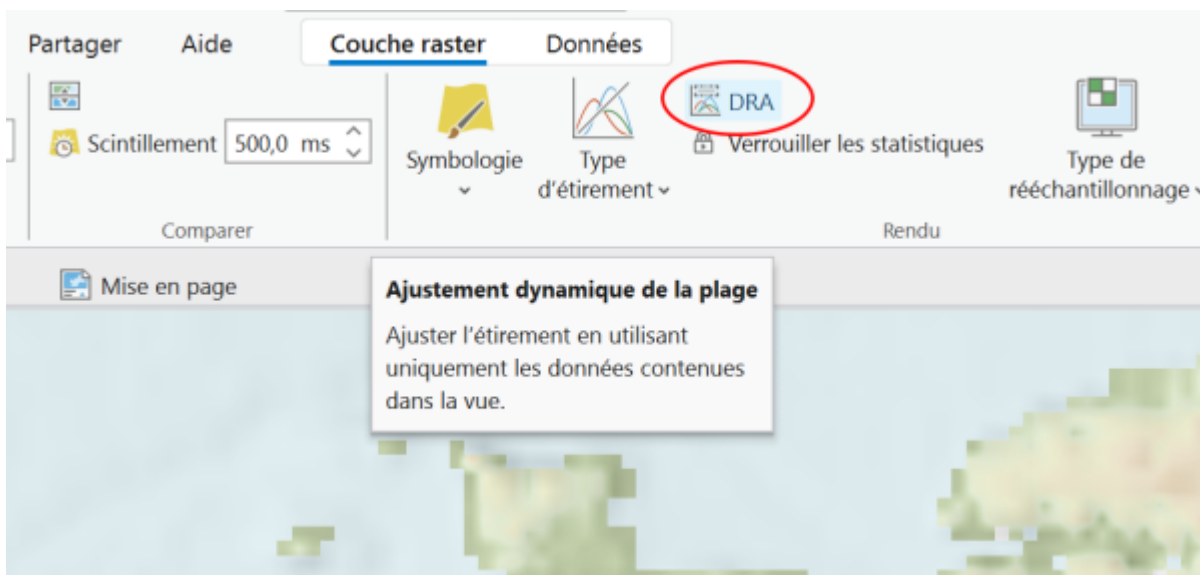 Partager Aide Couche raster Données
DRA
Scintillement 500,0 ms
Verrouiller les statistiques
Symbologie Type d'étirement
Type de rééchantillonnage
Comparer Rendu
Mise en page
Ajustement dynamique de la plage
Ajuster l'étirement en utilisant
uniquement les données contenues
dans la vue.